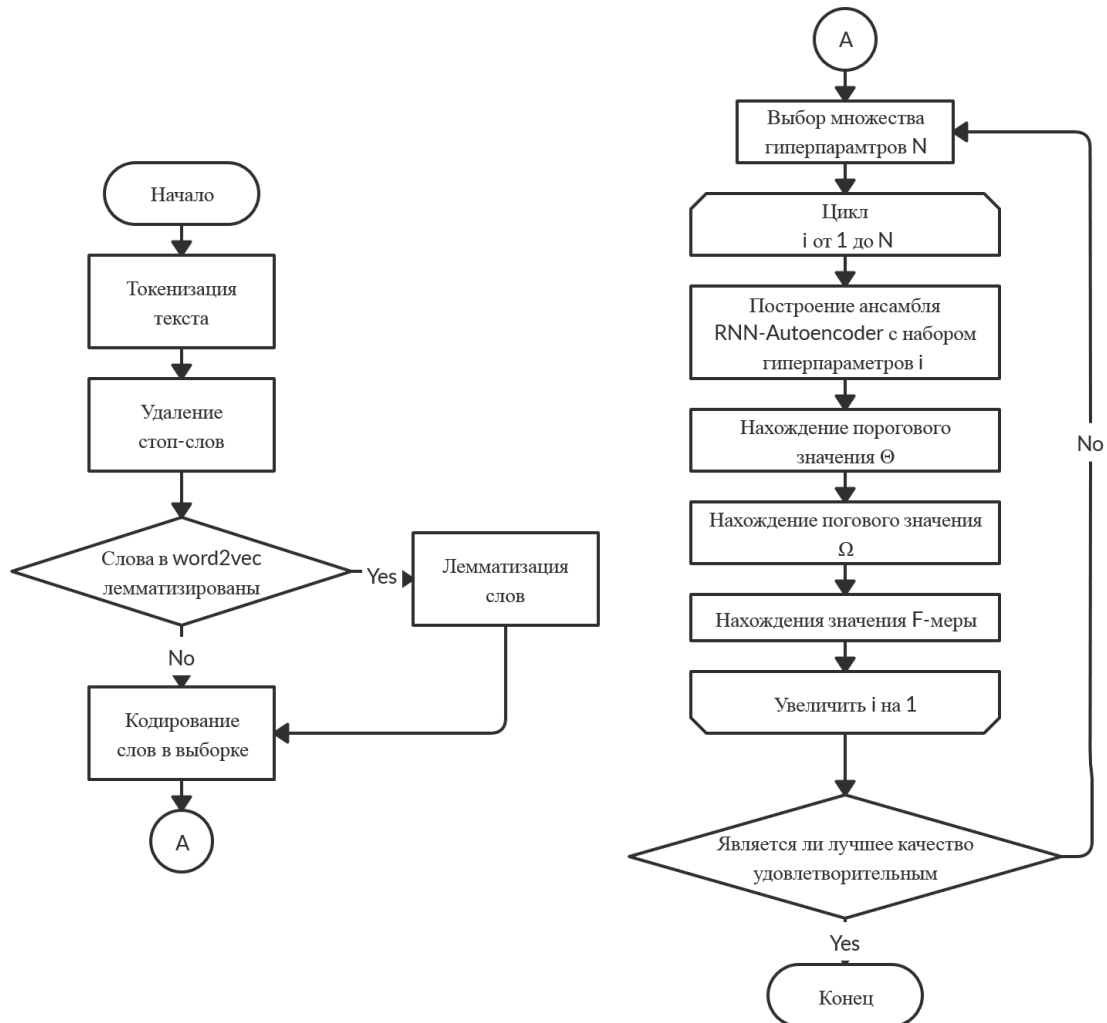 Начало
Токенизация
текста
Удаление
стоп-слов
Слова в word2vec
лемматизированы
Yes
Лемматизация
слов
No
Кодирование
слов в выборке
A
A
Выбор множества
гиперпарамтров N
Цикл
i от 1 до N
Построение ансамбля
RNN-Autoencoder с набором
гиперпараметров i
Нахождение порогового
значения Θ
Нахождение погового значения
Ω
Нахождения значения F-меры
Увеличить i на 1
Является ли лучшее качество
удовлетворительным
No
Yes
Конец